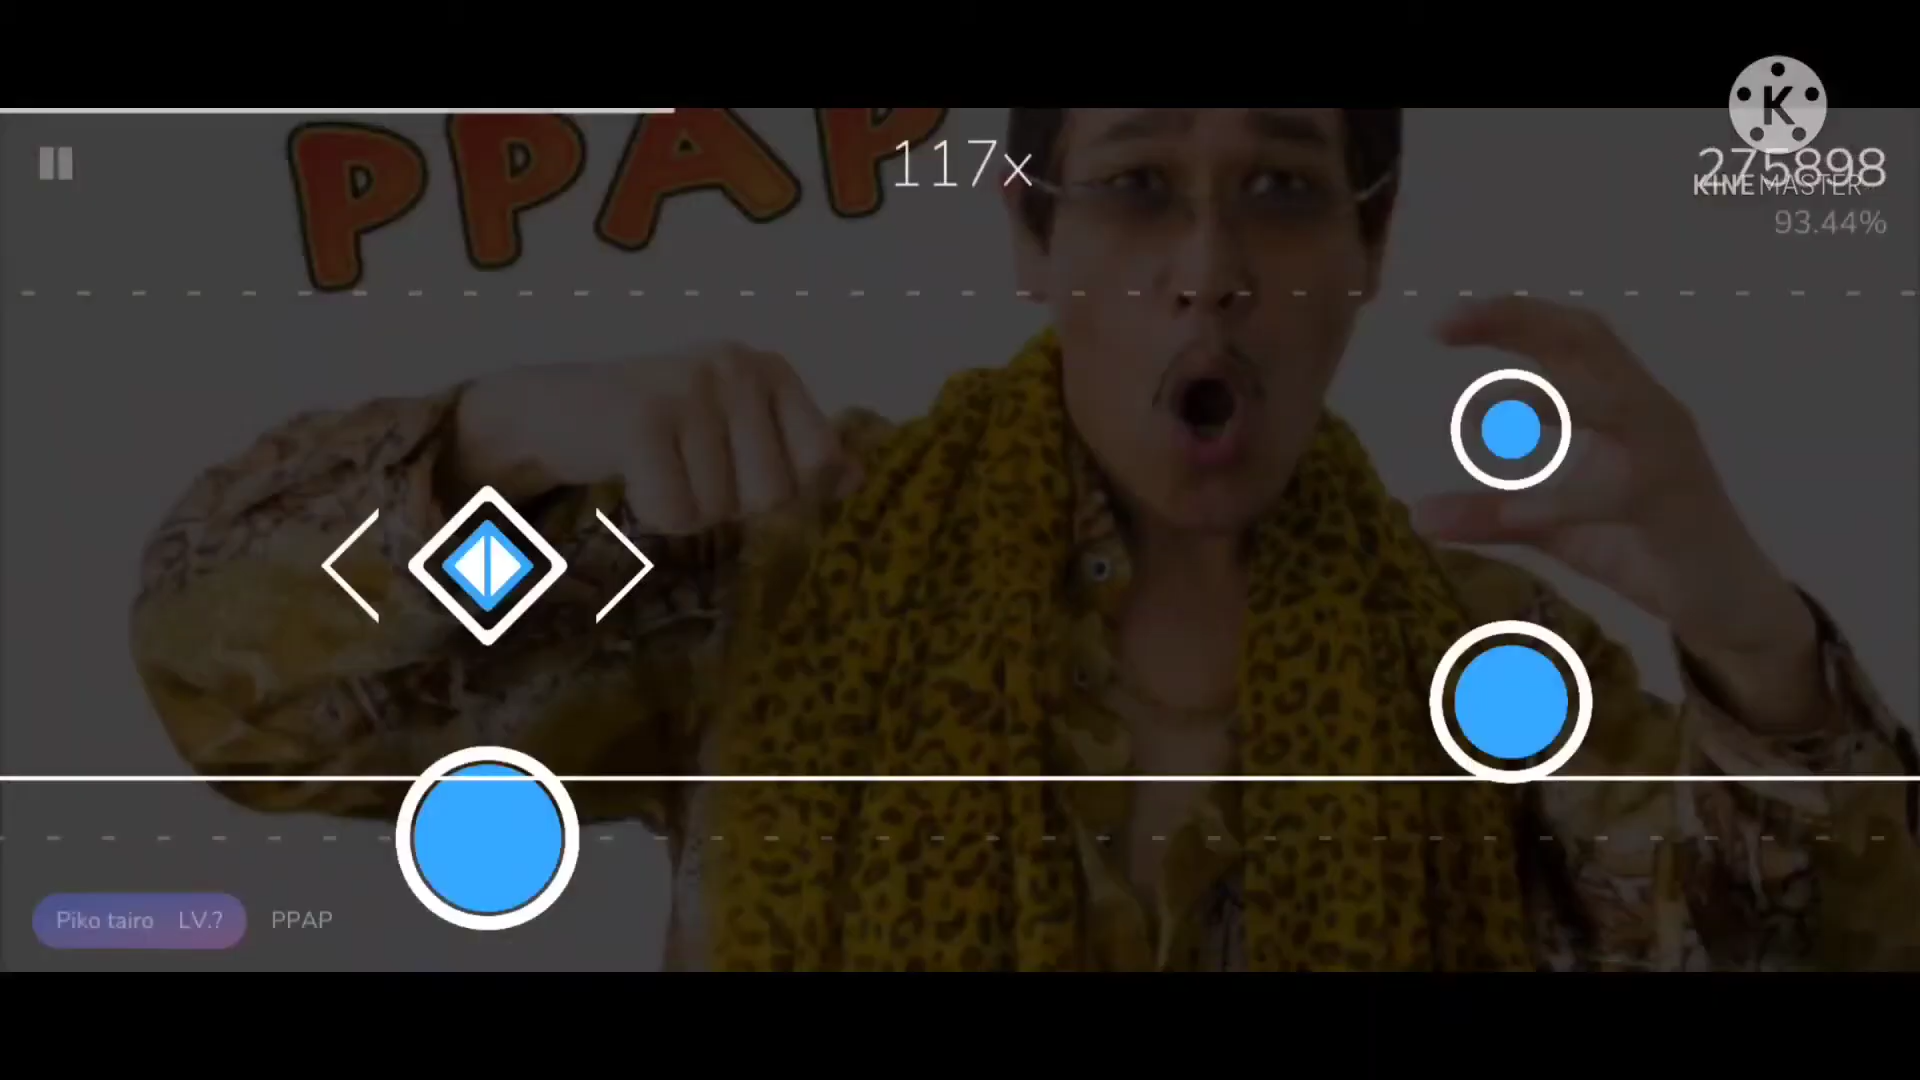 PPAP
117x
K
275898
KINEMASTER
93.44%
Piko tairo LV.? PPAP